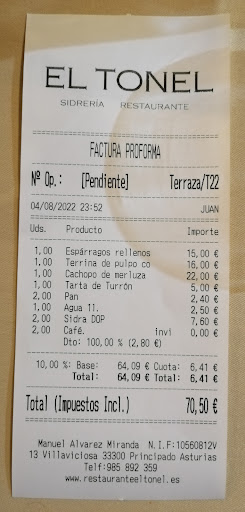 EL TONEL
SIDRERÍA RESTAURANTE
FACTURA PROFORMA
Nº Op.: [Pendiente] Terraza/T22
04/08/2022 23:52 JUAN
Uds. Producto Importe
1,00 Espárragos rellenos 15,00 €
1,00 Terrina de pulpo co 16,00 €
1,00 Cachopo de merluza 22,00 €
1,00 Tarta de Turrón 5,00 €
2,00 Pan 2,40 €
1,00 Agua 1l. 2,50 €
2,00 Sidra DOP 7,60 €
2,00 Café. invi 0,00 €
Dto: 100,00 % (2,80 €)
10,00 %: Base: 64,09 € Cuota: 6,41 €
Total: 64,09 € Total: 6,41 €
Total (Impuestos Incl.) 70,50 €
Manuel Alvarez Miranda N.I.F:10560812V
13 Villaviciosa 33300 Principado Asturias
Telf:985 892 359
www.restauranteeltonel.es